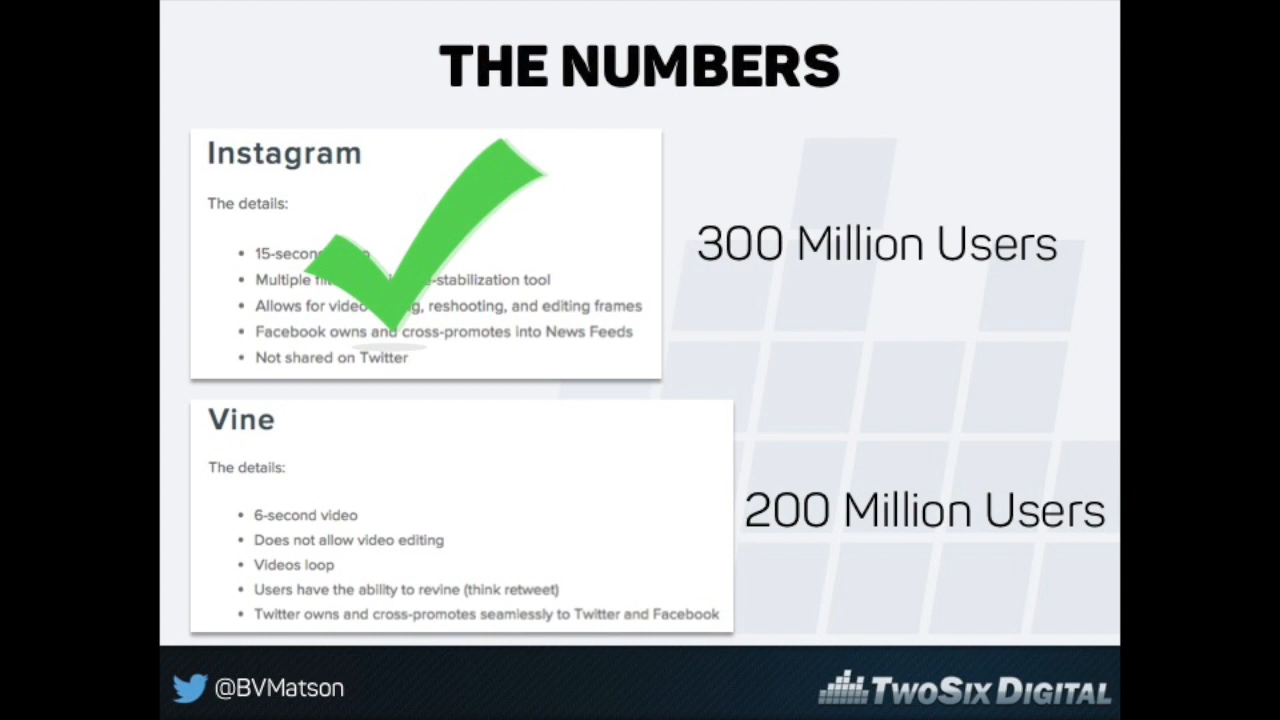 THE NUMBERS
Instagram
The details:
• 15-second
• Multiple -stabilization tool
• Allows for video reshooting, and editing frames
• Facebook owns and cross-promotes into News Feeds
• Not shared on Twitter
300 Million Users
Vine
The details:
• 6-second video
• Does not allow video editing
• Videos loop
• Users have the ability to revine (think retweet)
• Twitter owns and cross-promotes seamlessly to Twitter and Facebook
200 Million Users
@BVMatson
TWOSIX DIGITAL